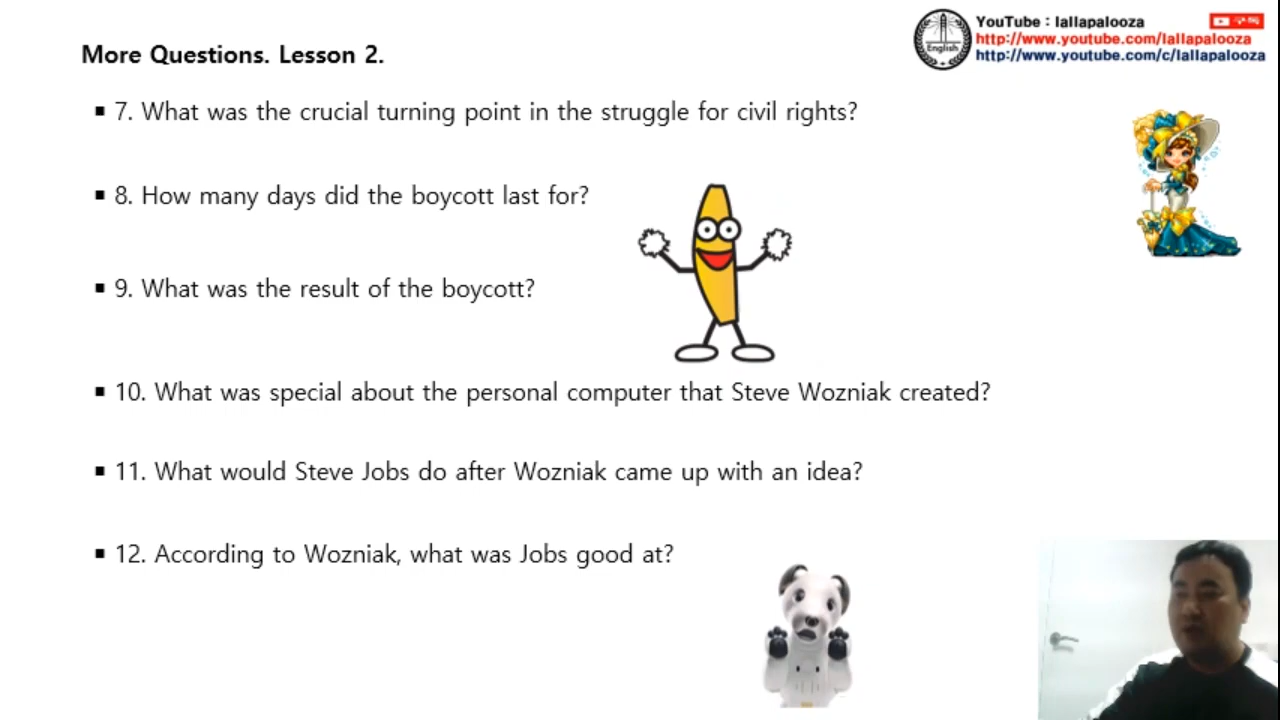 More Questions. Lesson 2.
YouTube : lallapalooza
http://www.youtube.com/lallapalooza
http://www.youtube.com/c/lallapalooza
English
7. What was the crucial turning point in the struggle for civil rights?
8. How many days did the boycott last for?
9. What was the result of the boycott?
10. What was special about the personal computer that Steve Wozniak created?
11. What would Steve Jobs do after Wozniak came up with an idea?
12. According to Wozniak, what was Jobs good at?